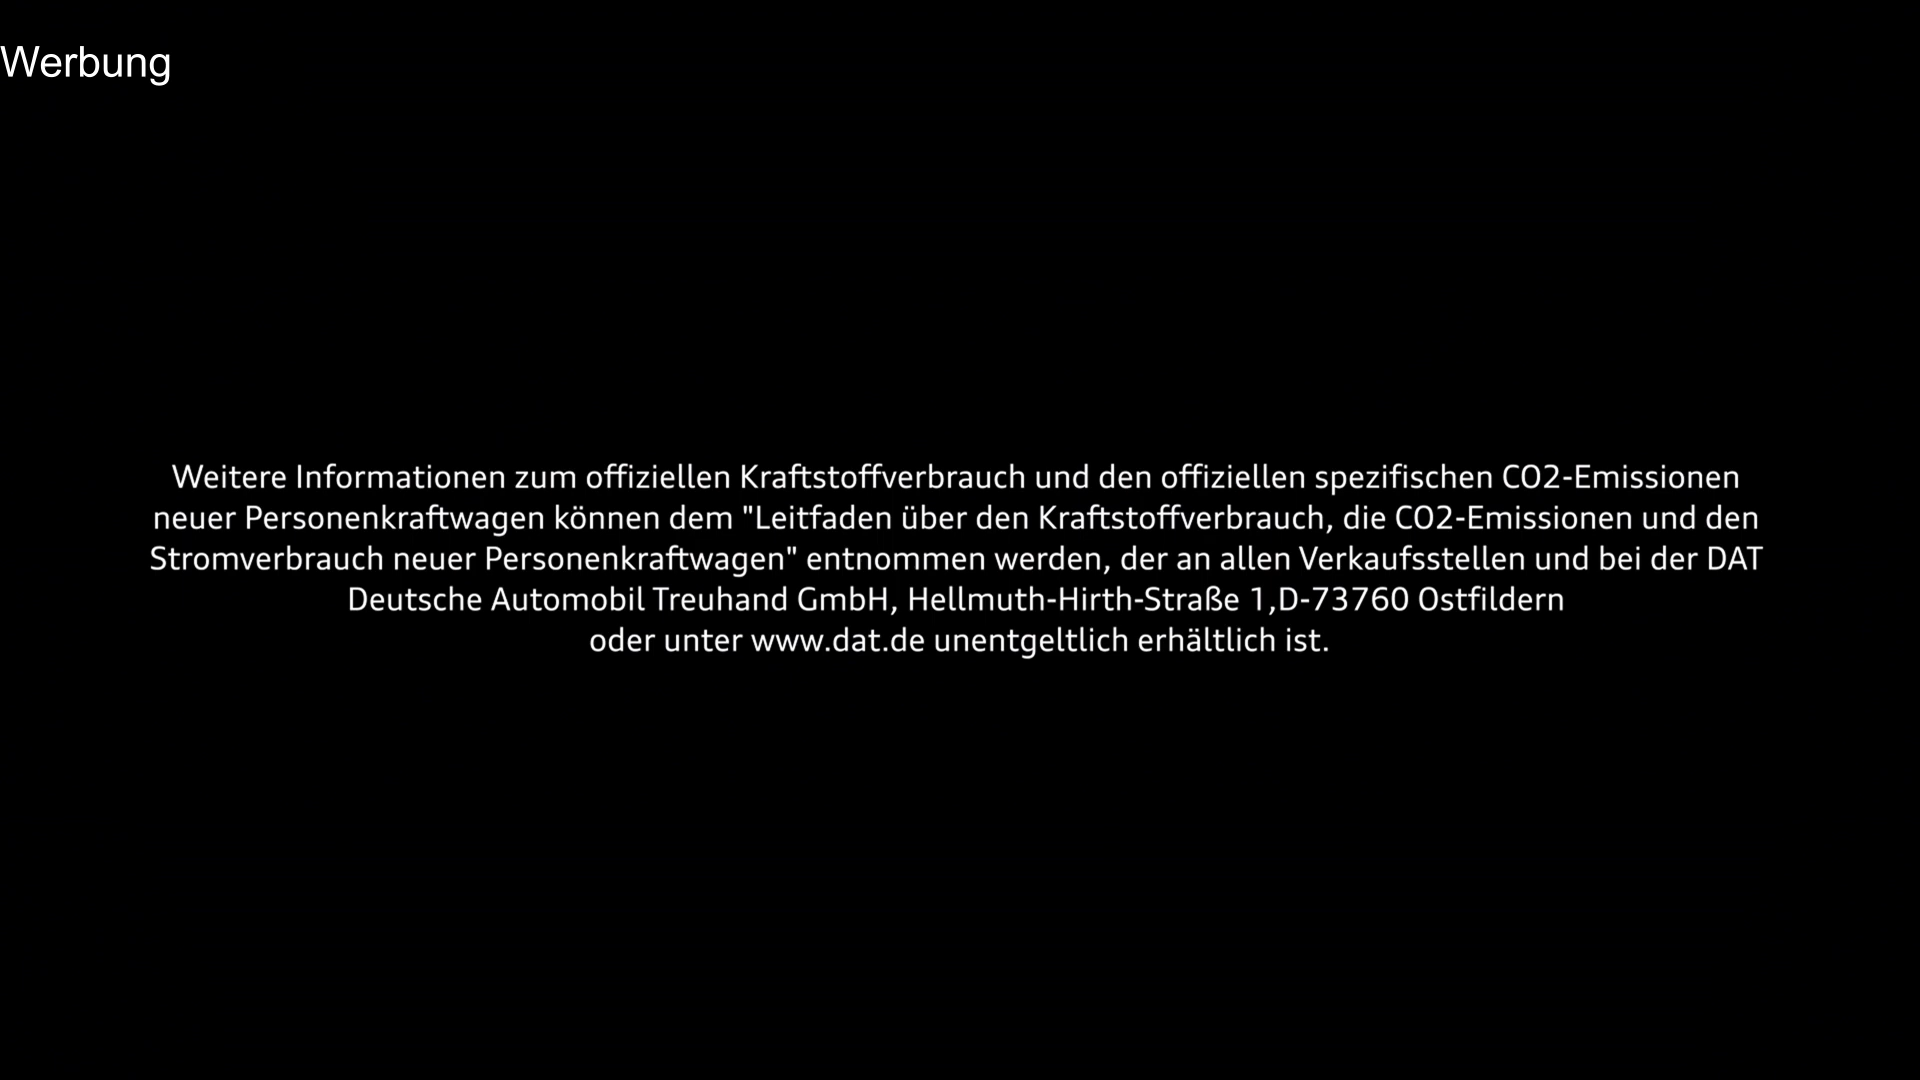 Werbung
Weitere Informationen zum offiziellen Kraftstoffverbrauch und den offiziellen spezifischen CO2-Emissionen
neuer Personenkraftwagen können dem "Leitfaden über den Kraftstoffverbrauch, die CO2-Emissionen und den
Stromverbrauch neuer Personenkraftwagen" entnommen werden, der an allen Verkaufsstellen und bei der DAT
Deutsche Automobil Treuhand GmbH, Hellmuth-Hirth-Straße 1,D-73760 Ostfildern
oder unter www.dat.de unentgeltlich erhältlich ist.